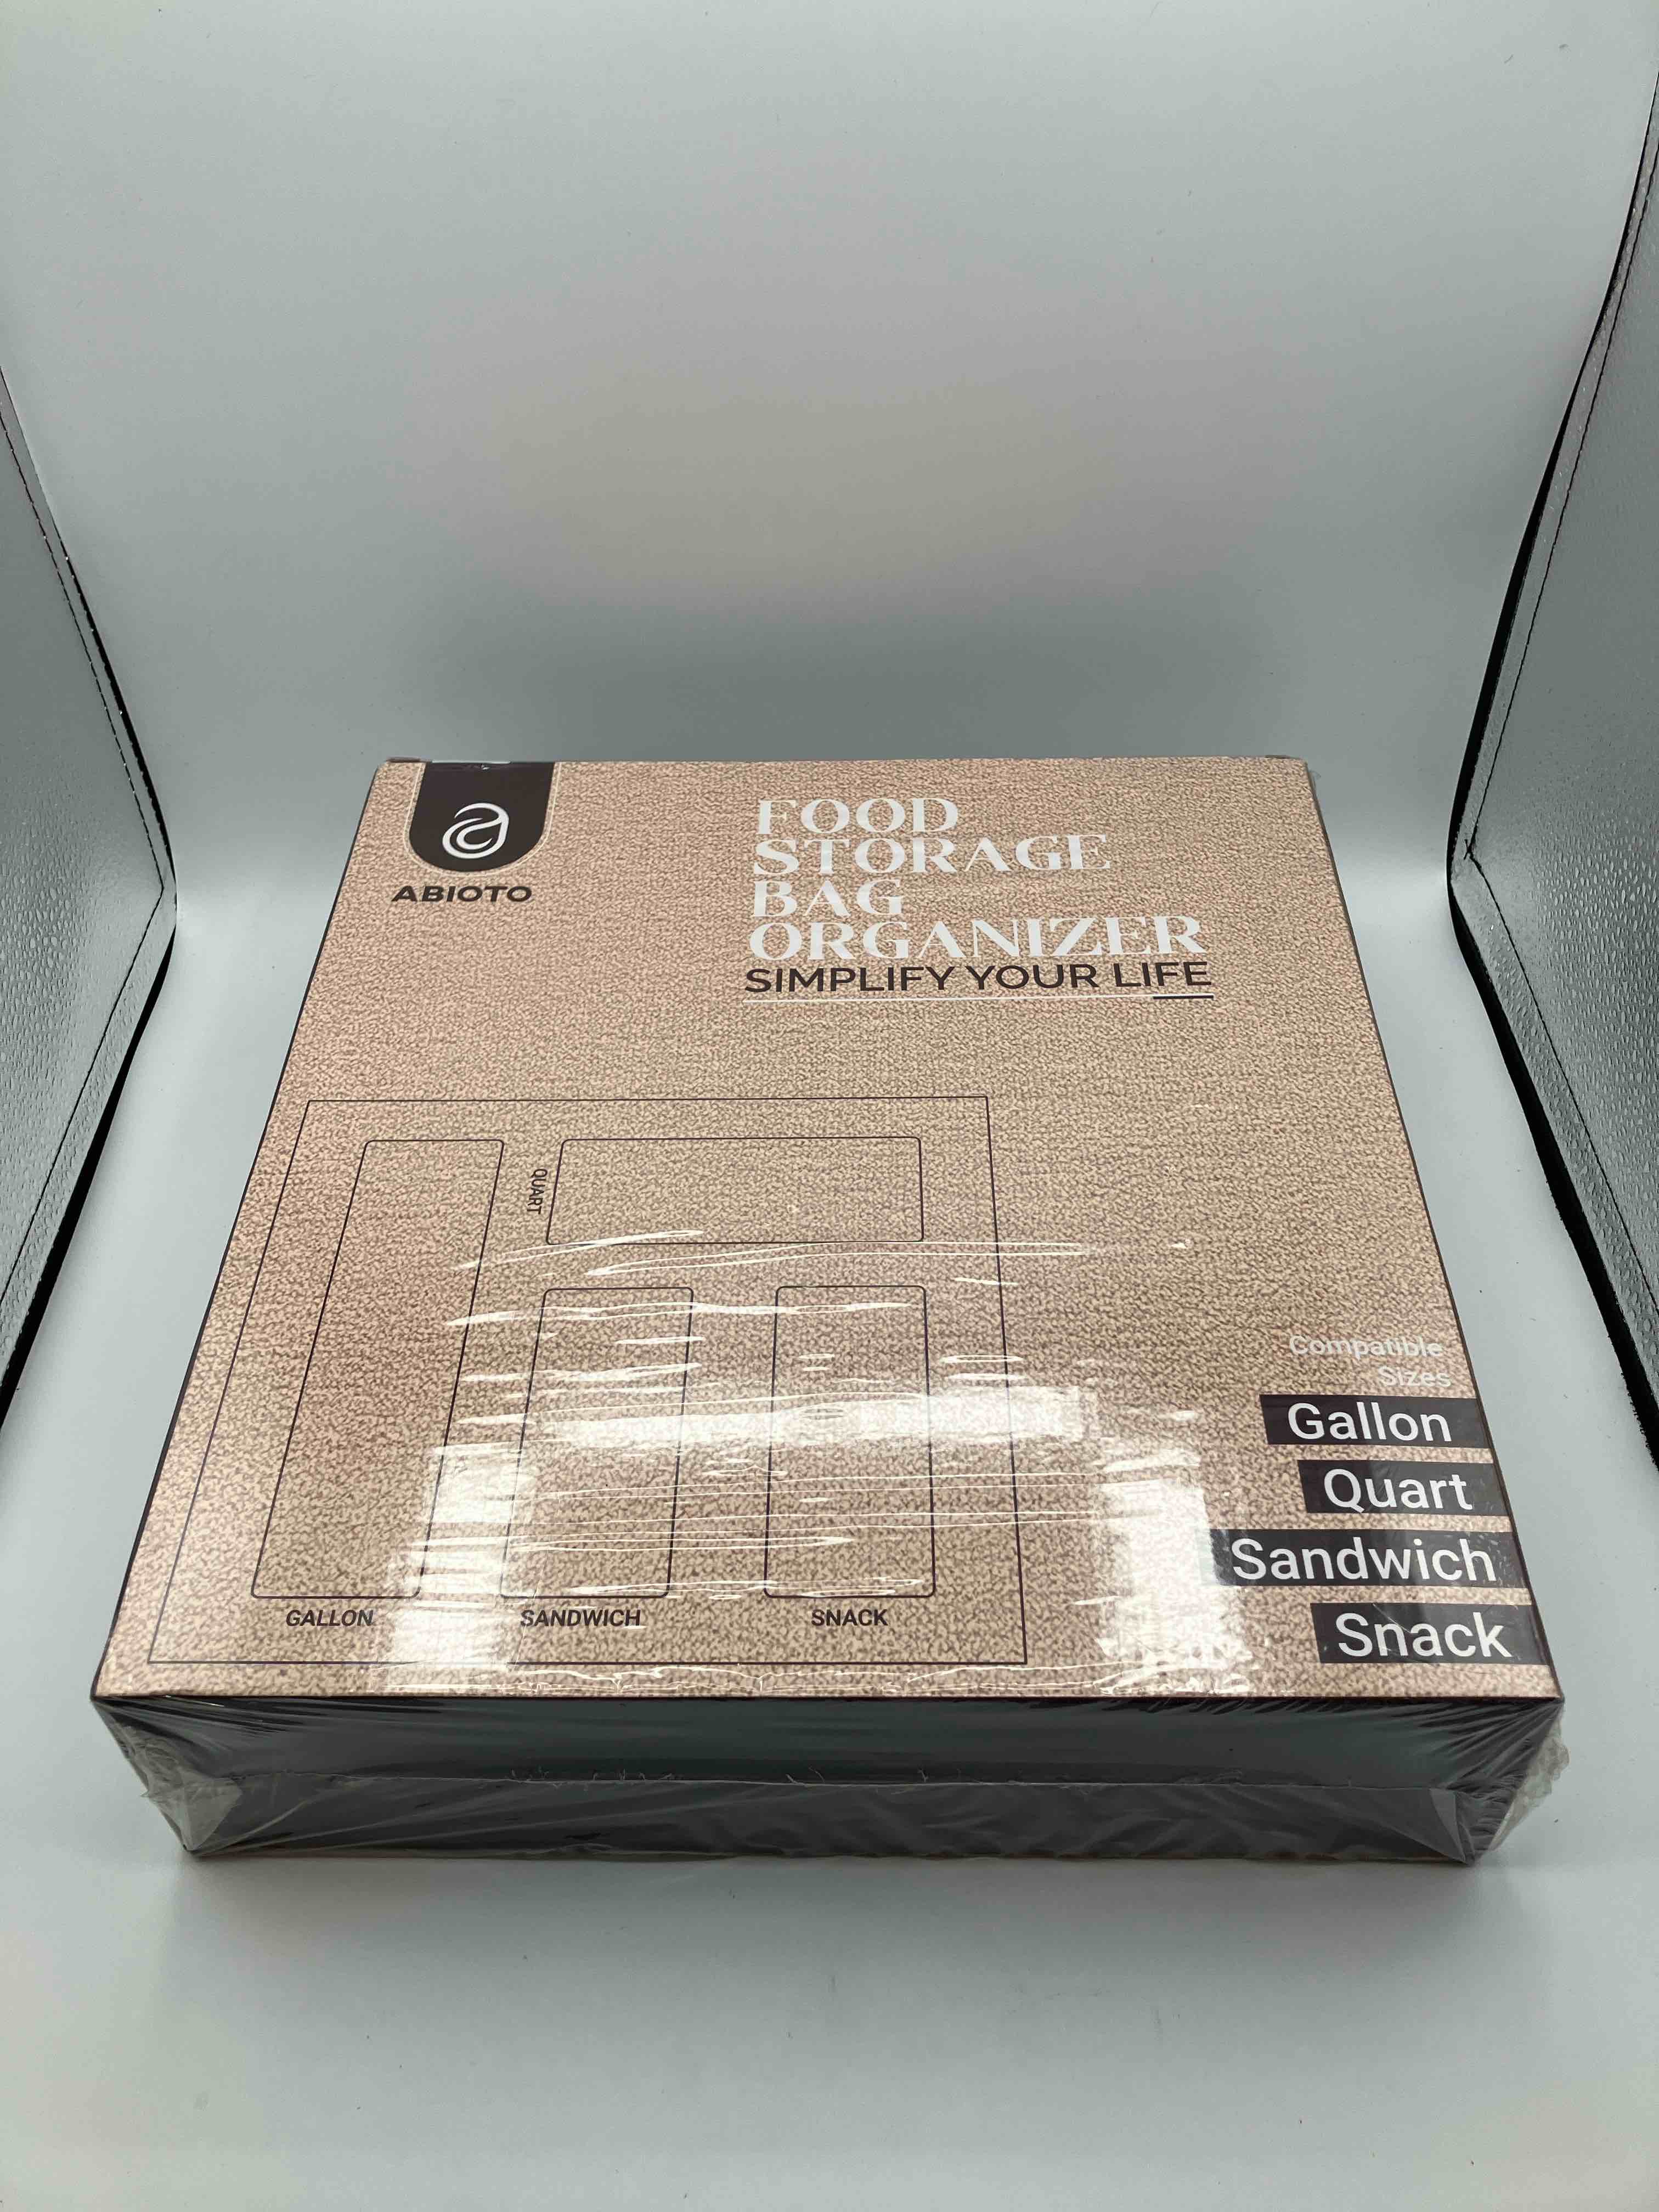 ABIOTO
FOOD
STORAGE
BAG
ORGANIZER
SIMPLIFY YOUR LIFE
QUART
GALLON
SANDWICH
SNACK
Compatible
Sizes
Gallon
Quart
Sandwich
Snack